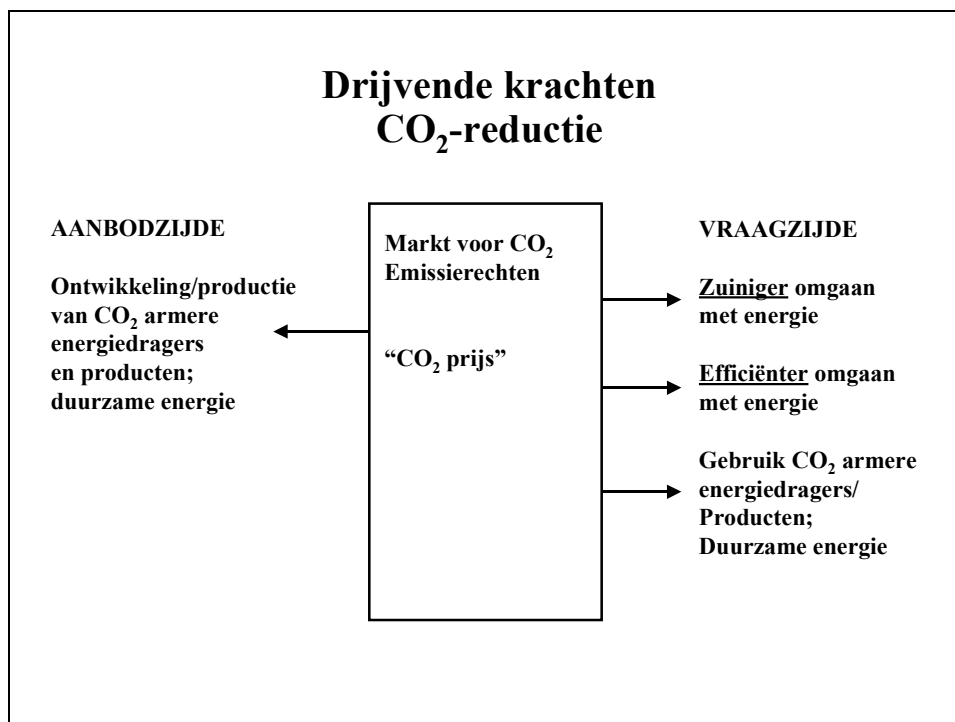 Drijvende krachten
CO₂-reductie
AANBODZIJDE
Ontwikkeling/productie
van CO₂ armere
energiedragers
en producten;
duurzame energie
Markt voor CO₂
Emissierechten
“CO₂ prijs”
VRAAGZIJDE
Zuiniger omgaan
met energie
Efficiënter omgaan
met energie
Gebruik CO₂ armere
energiedragers/
Producten;
Duurzame energie